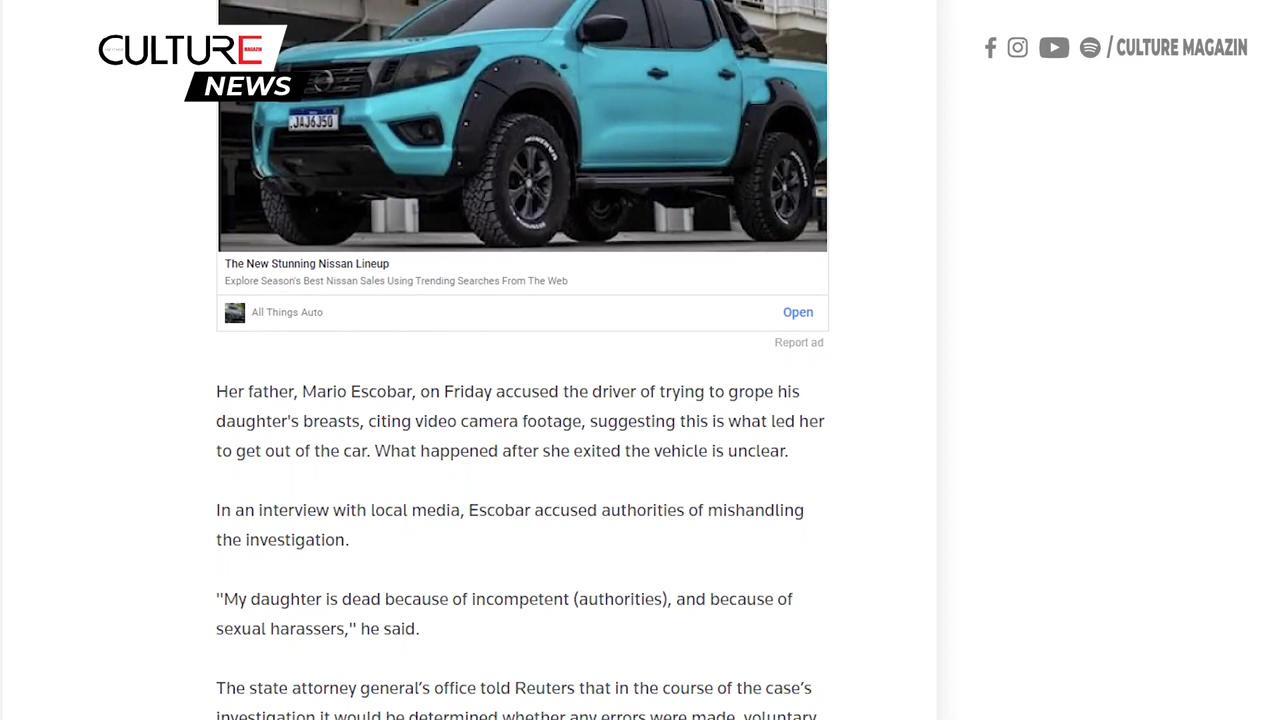 CULTURE
MAGAZIN
NEWS
/ CULTURE MAGAZIN
JAJ6J50
The New Stunning Nissan Lineup
Explore Season's Best Nissan Sales Using Trending Searches From The Web
All Things Auto
Open
Report ad
Her father, Mario Escobar, on Friday accused the driver of trying to grope his
daughter's breasts, citing video camera footage, suggesting this is what led her
to get out of the car. What happened after she exited the vehicle is unclear.
In an interview with local media, Escobar accused authorities of mishandling
the investigation.
"My daughter is dead because of incompetent (authorities), and because of
sexual harassers," he said.
The state attorney general’s office told Reuters that in the course of the case’s
investigation it would be determined whether any errors were made, voluntary